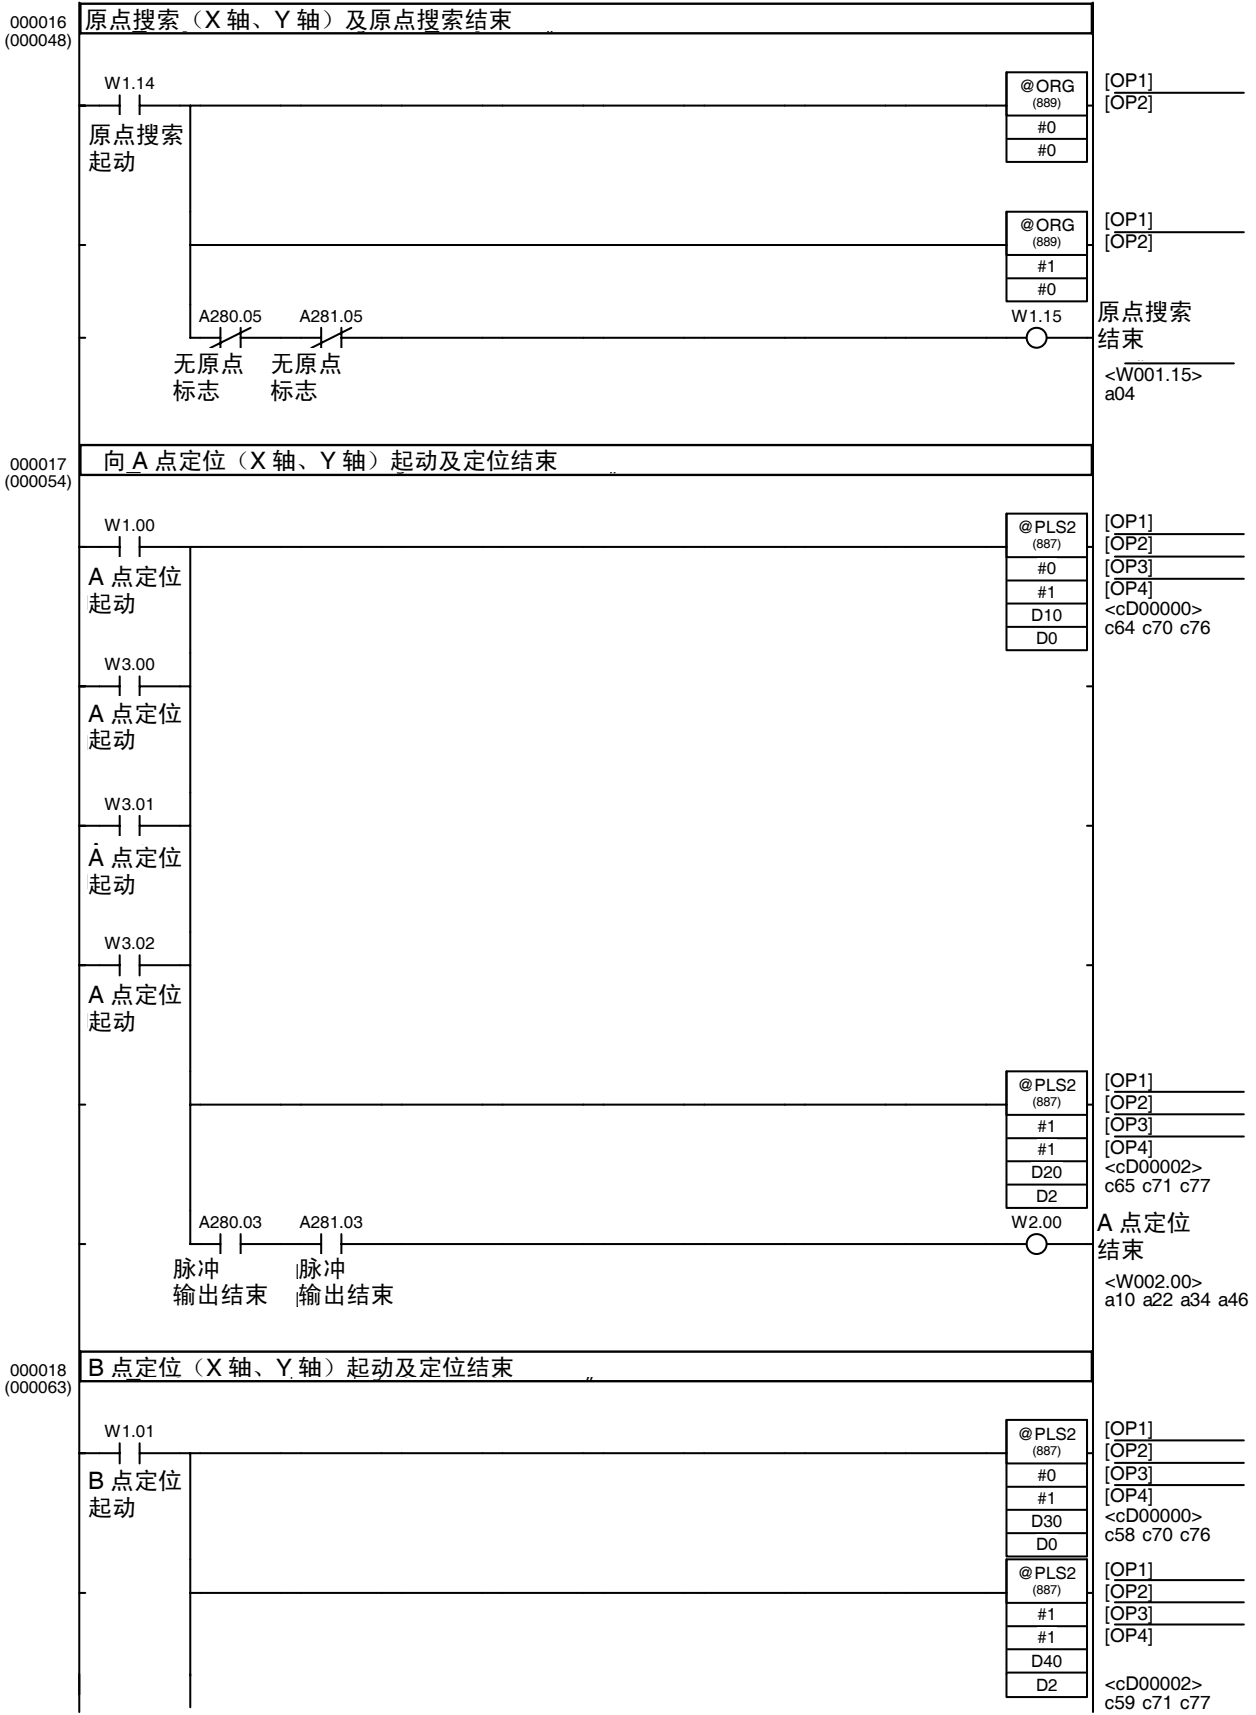 000016
(000048)
原点搜索（X 轴、Y 轴）及原点搜索结束
W1.14
原点搜索
起动
@ORG
(889)
#0
#0
[OP1]
[OP2]
@ORG
(889)
#1
#0
[OP1]
[OP2]
A280.05
A281.05
W1.15
原点搜索
结束
无原点
标志
无原点
标志
<W001.15>
a04
000017
(000054)
向 A 点定位（X 轴、Y 轴）起动及定位结束
W1.00
A 点定位
起动
@PLS2
(887)
#0
#1
D10
D0
[OP1]
[OP2]
[OP3]
[OP4]
<cD00000>
c64 c70 c76
W3.00
A 点定位
起动
W3.01
A 点定位
起动
W3.02
A 点定位
起动
@PLS2
(887)
#1
#1
D20
D2
[OP1]
[OP2]
[OP3]
[OP4]
<cD00002>
c65 c71 c77
A280.03
A281.03
W2.00
A 点定位
结束
脉冲
输出结束
脉冲
输出结束
<W002.00>
a10 a22 a34 a46
000018
(000063)
B 点定位（X 轴、Y 轴）起动及定位结束
W1.01
B 点定位
起动
@PLS2
(887)
#0
#1
D30
D0
[OP1]
[OP2]
[OP3]
[OP4]
<cD00000>
c58 c70 c76
@PLS2
(887)
#1
#1
D40
D2
[OP1]
[OP2]
[OP3]
[OP4]
<cD00002>
c59 c71 c77